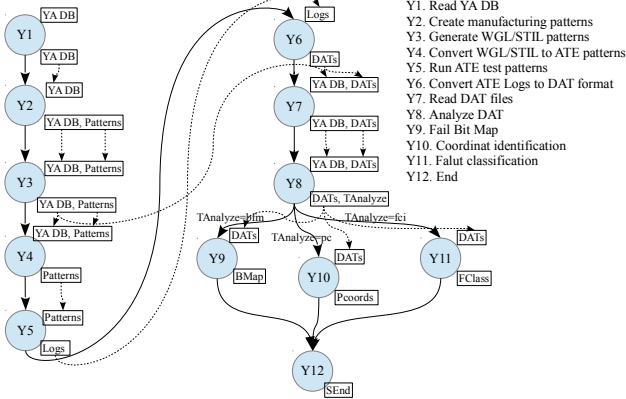 YA DB
Y1
YA DB
Y2
YA DB, Patterns
YA DB, Patterns
Y3
YA DB, Patterns
YA DB, Patterns
Y4
Patterns
Patterns
Y5
Logs
Logs
Y6
DATs
YA DB, DATs
Y7
YA DB, DATs
YA DB, DATs
Y8
DATs, TAnalyze
TAnalyze=bfm
TAnalyze=pc
TAnalyze=fci
DATs
Y9
BMap
DATs
Y10
Pcoords
DATs
Y11
FClass
Y12
SEnd
Y1. Read YA DB
Y2. Create manufacturing patterns
Y3. Generate WGL/STIL patterns
Y4. Convert WGL/STIL to ATE patterns
Y5. Run ATE test patterns
Y6. Convert ATE Logs to DAT format
Y7. Read DAT files
Y8. Analyze DAT
Y9. Fail Bit Map
Y10. Coordinat identification
Y11. Falut classification
Y12. End